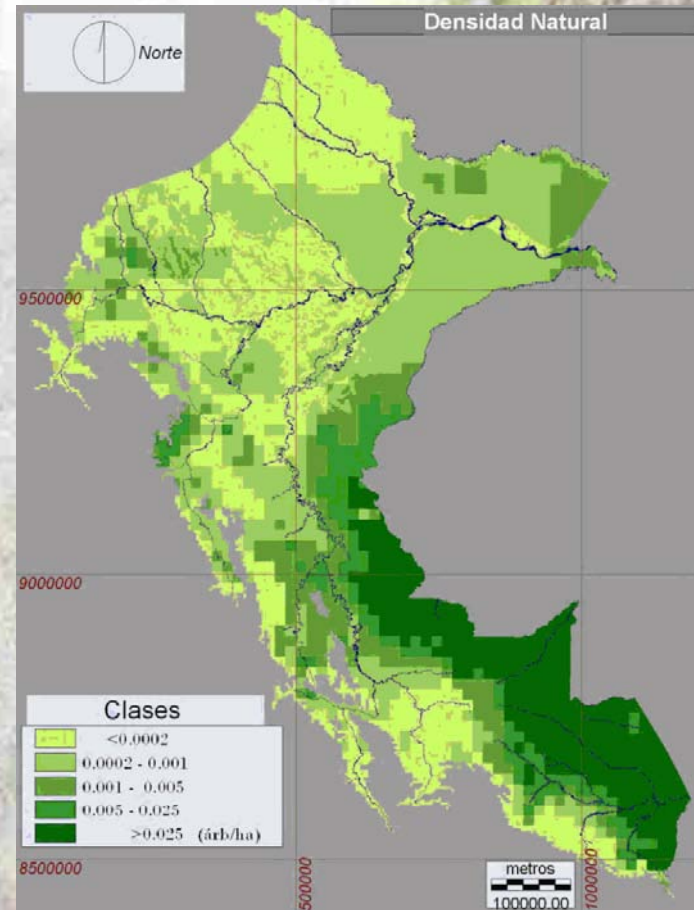 Densidad Natural
Norte
9500000
9000000
Clases
<0.0002
0.0002 - 0.001
0.001 - 0.005
0.005 - 0.025
>0.025 (árb/ha)
8500000
500000
metros
100000.00
1000000